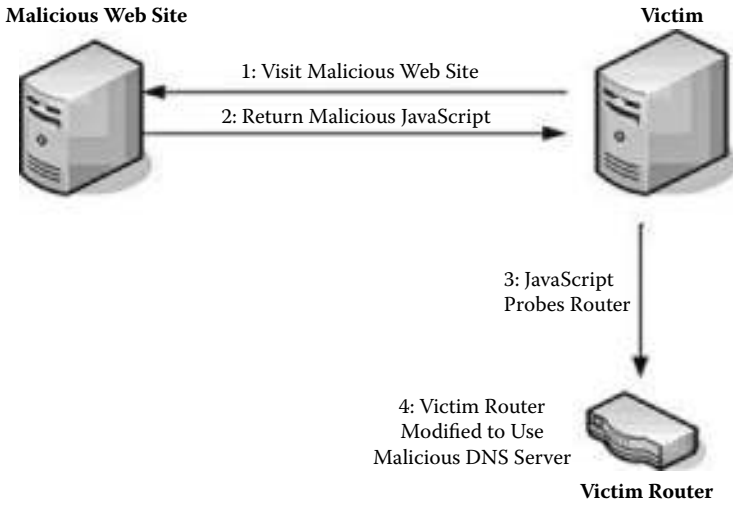 Malicious Web Site
Victim
1: Visit Malicious Web Site
2: Return Malicious JavaScript
3: JavaScript
Probes Router
4: Victim Router
Modified to Use
Malicious DNS Server
Victim Router